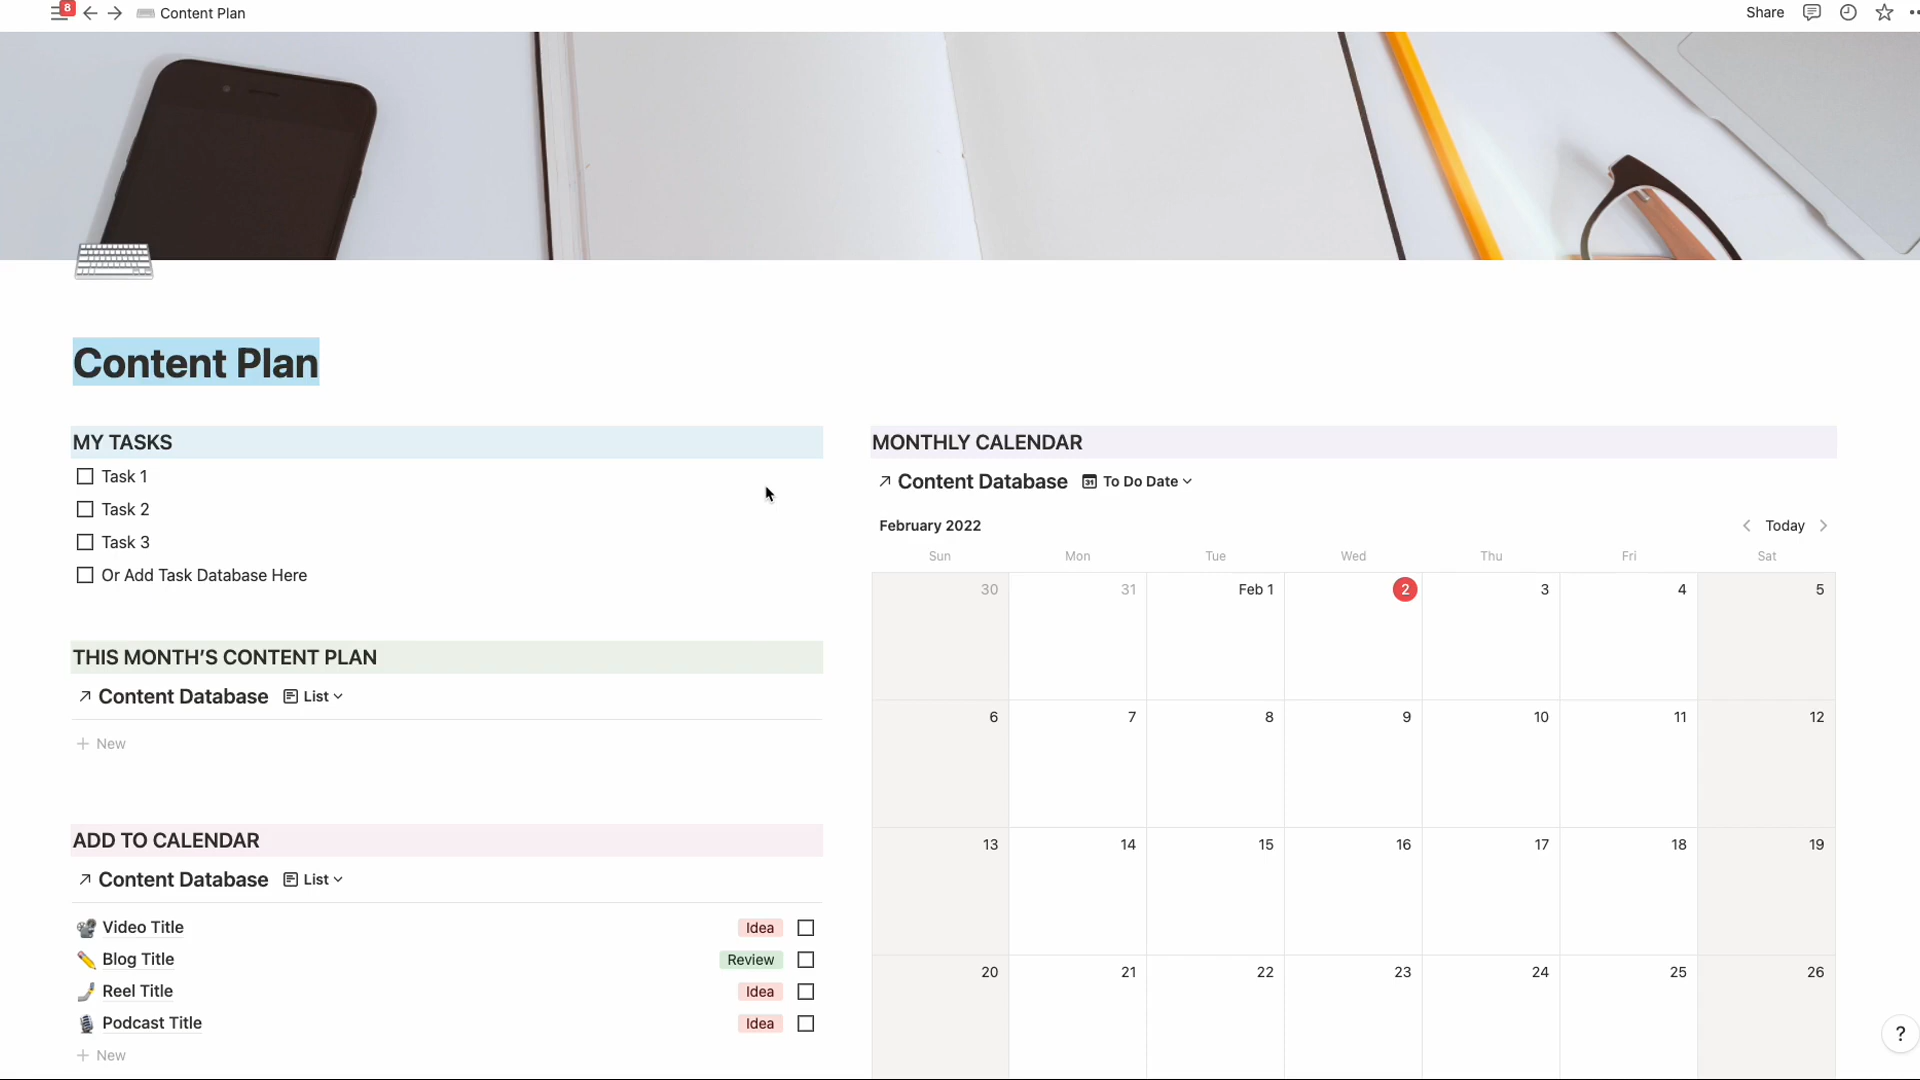 8
Content Plan
Share
Content Plan
MY TASKS
Task 1
Task 2
Task 3
Or Add Task Database Here
THIS MONTH’S CONTENT PLAN
Content Database List
New
ADD TO CALENDAR
Content Database List
Video Title Idea
Blog Title Review
Reel Title Idea
Podcast Title Idea
New
MONTHLY CALENDAR
Content Database 31 To Do Date
February 2022 Today
Sun Mon Tue Wed Thu Fri Sat
30 31 Feb 1 2 3 4 5
6 7 8 9 10 11 12
13 14 15 16 17 18 19
20 21 22 23 24 25 26
?